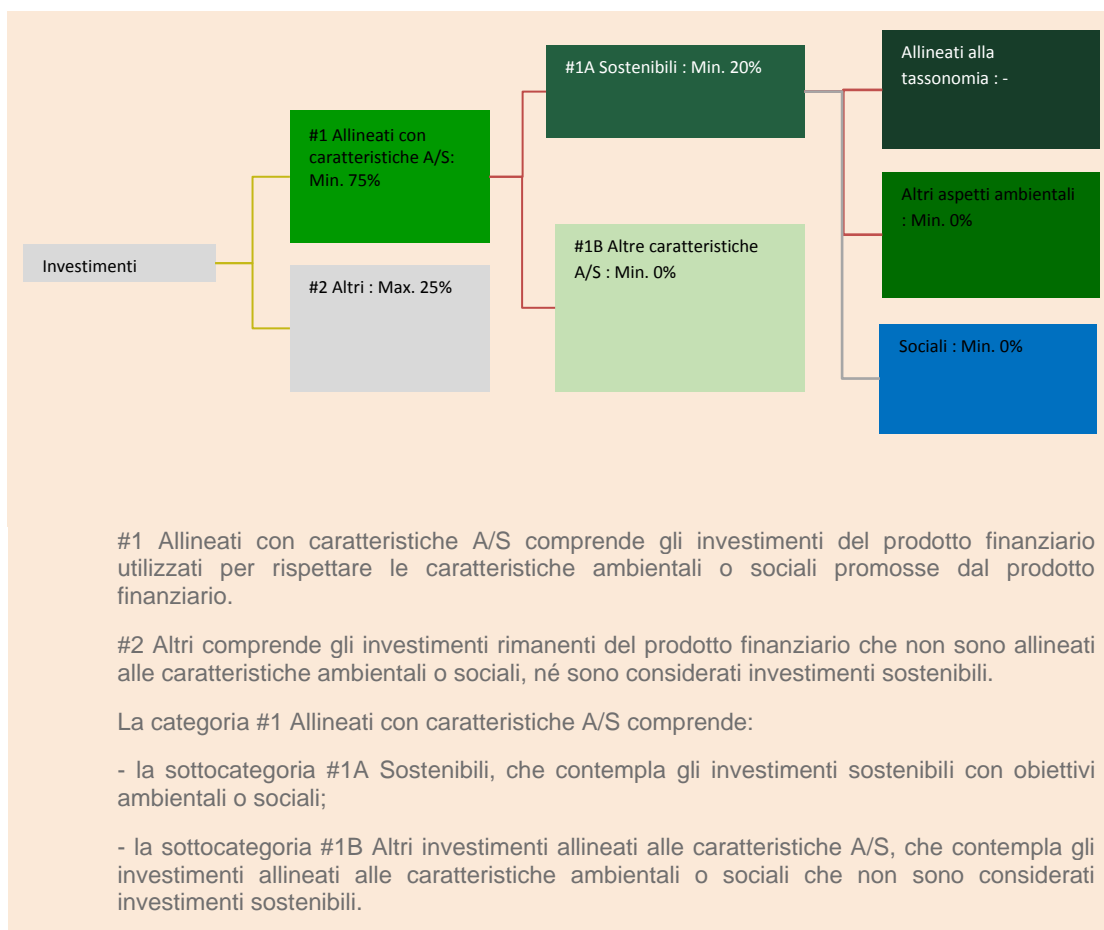 Investimenti
#1 Allineati con
caratteristiche A/S:
Min. 75%
#2 Altri : Max. 25%
#1A Sostenibili : Min. 20%
#1B Altre caratteristiche
A/S : Min. 0%
Allineati alla
tassonomia : -
Altri aspetti ambientali
: Min. 0%
Sociali : Min. 0%
#1 Allineati con caratteristiche A/S comprende gli investimenti del prodotto finanziario
utilizzati per rispettare le caratteristiche ambientali o sociali promosse dal prodotto
finanziario.
#2 Altri comprende gli investimenti rimanenti del prodotto finanziario che non sono allineati
alle caratteristiche ambientali o sociali, né sono considerati investimenti sostenibili.
La categoria #1 Allineati con caratteristiche A/S comprende:
- la sottocategoria #1A Sostenibili, che contempla gli investimenti sostenibili con obiettivi
ambientali o sociali;
- la sottocategoria #1B Altri investimenti allineati alle caratteristiche A/S, che contempla gli
investimenti allineati alle caratteristiche ambientali o sociali che non sono considerati
investimenti sostenibili.